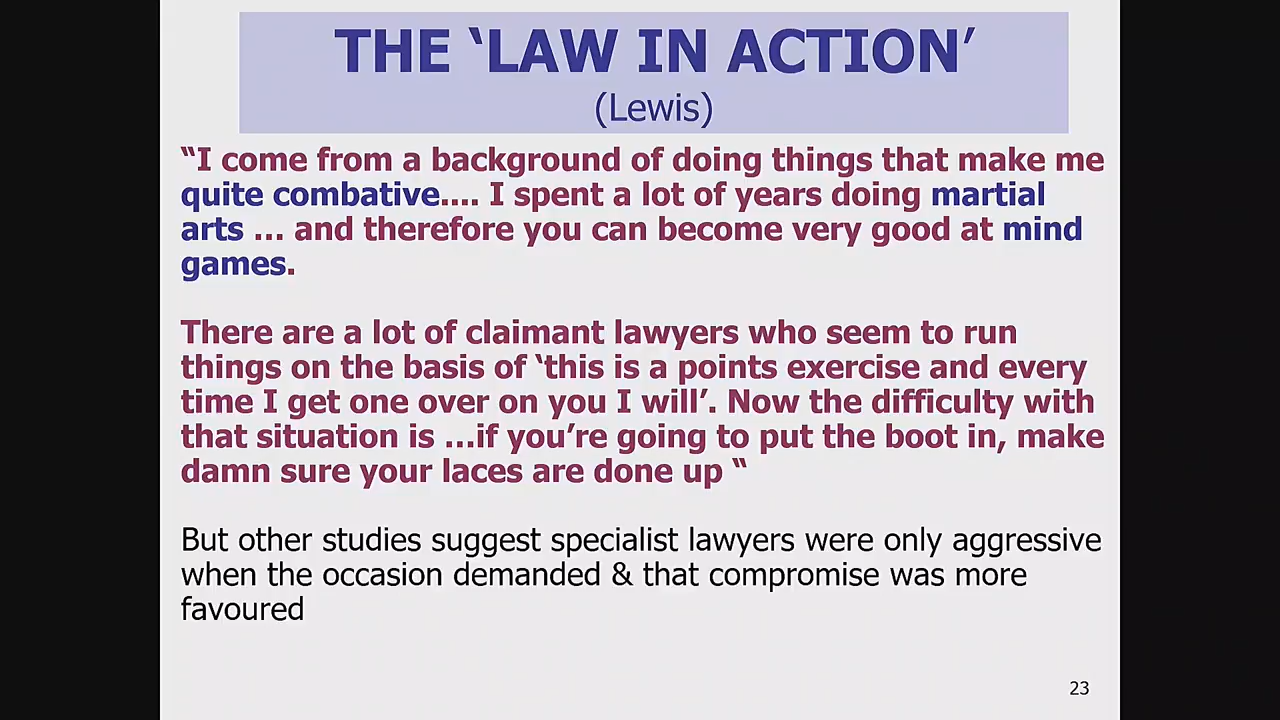 THE ‘LAW IN ACTION’
(Lewis)
“I come from a background of doing things that make me
quite combative.... I spent a lot of years doing martial
arts ... and therefore you can become very good at mind
games.
There are a lot of claimant lawyers who seem to run
things on the basis of ‘this is a points exercise and every
time I get one over on you I will’. Now the difficulty with
that situation is ...if you’re going to put the boot in, make
damn sure your laces are done up “
But other studies suggest specialist lawyers were only aggressive
when the occasion demanded & that compromise was more
favoured
23